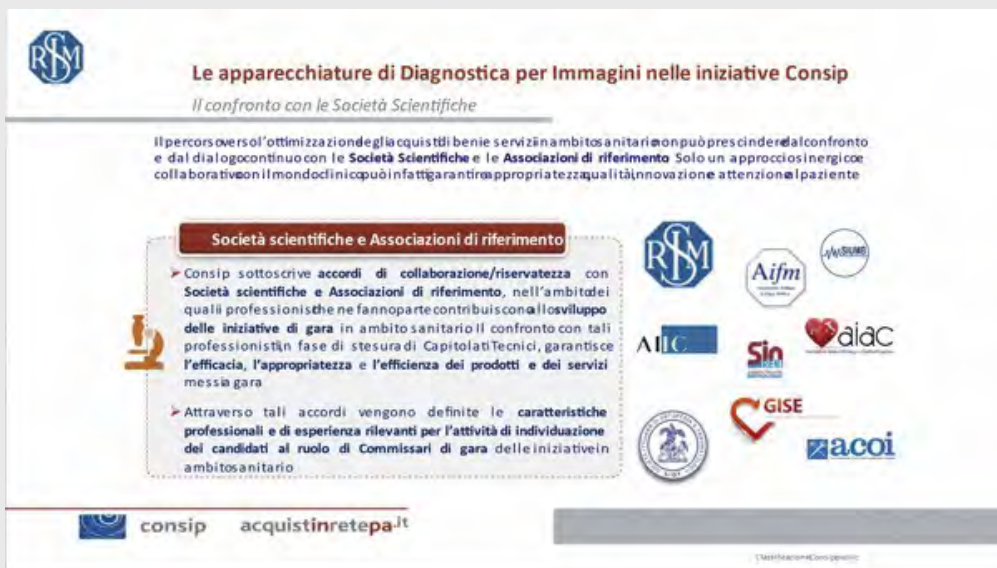 RSM
Le apparecchiature di Diagnostica per Immagini nelle iniziative Consip
Il confronto con le Società Scientifiche
Il percorso verso l'ottimizzazione degli acquisti di beni e servizi in ambito sanitario non può prescindere dal confronto
e dal dialogo continuo con le Società Scientifiche e le Associazioni di riferimento Solo un approccio sinergico e
collaborativo con il mondo clinico può infatti garantire appropriatezza, qualità, innovazione e attenzione al paziente
Società scientifiche e Associazioni di riferimento
➤ Consip sottoscrive accordi di collaborazione/riservatezza con
Società scientifiche e Associazioni di riferimento, nell'ambito dei
quali i professionisti che ne fanno parte contribuiscono allo sviluppo
delle iniziative di gara in ambito sanitario Il confronto con tali
professionisti, in fase di stesura di Capitolati Tecnici, garantisce
l'efficacia, l'appropriatezza e l'efficienza dei prodotti e dei servizi
messi a gara
➤ Attraverso tali accordi vengono definite le caratteristiche
professionali e di esperienza rilevanti per l'attività di individuazione
dei candidati al ruolo di Commissari di gara delle iniziative in
ambito sanitario
RSM
Aifm
AIIC
Sin
aiac
GISE
acoi
consip acquistinretepa.it